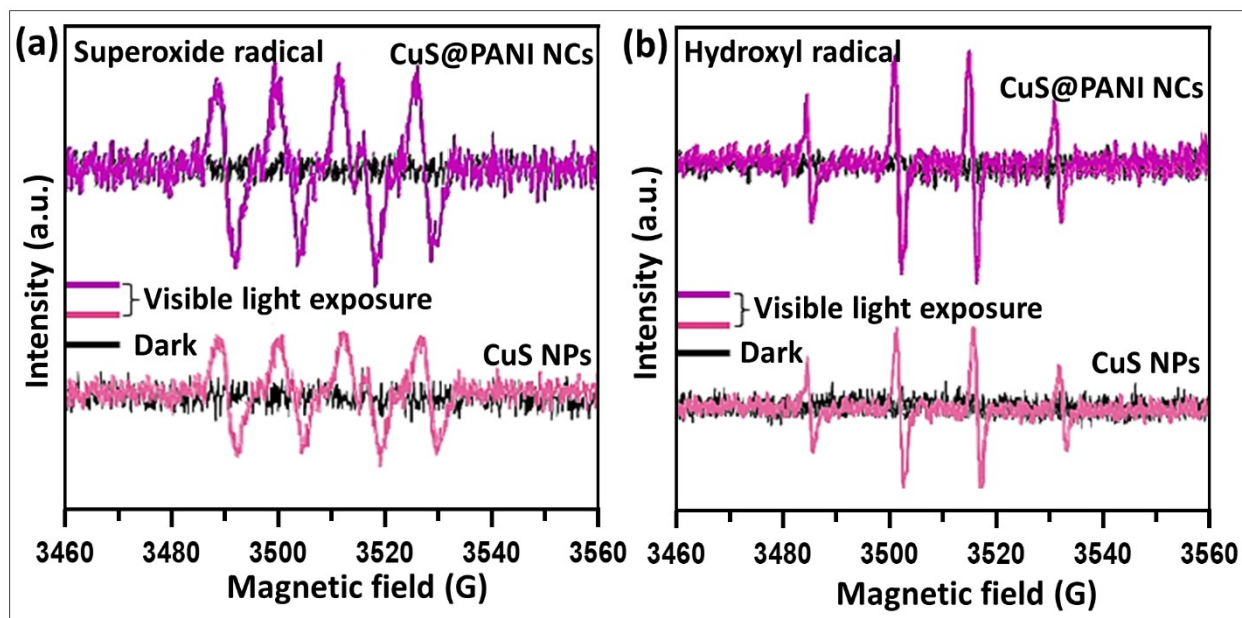 (a) Superoxide radical CuS@PANI NCs
Visible light exposure
Dark
CuS NPs
Intensity (a.u.)
3460 3480 3500 3520 3540 3560
Magnetic field (G)
(b) Hydroxyl radical
CuS@PANI NCs
Visible light exposure
Dark
CuS NPs
Intensity (a.u.)
3460 3480 3500 3520 3540 3560
Magnetic field (G)